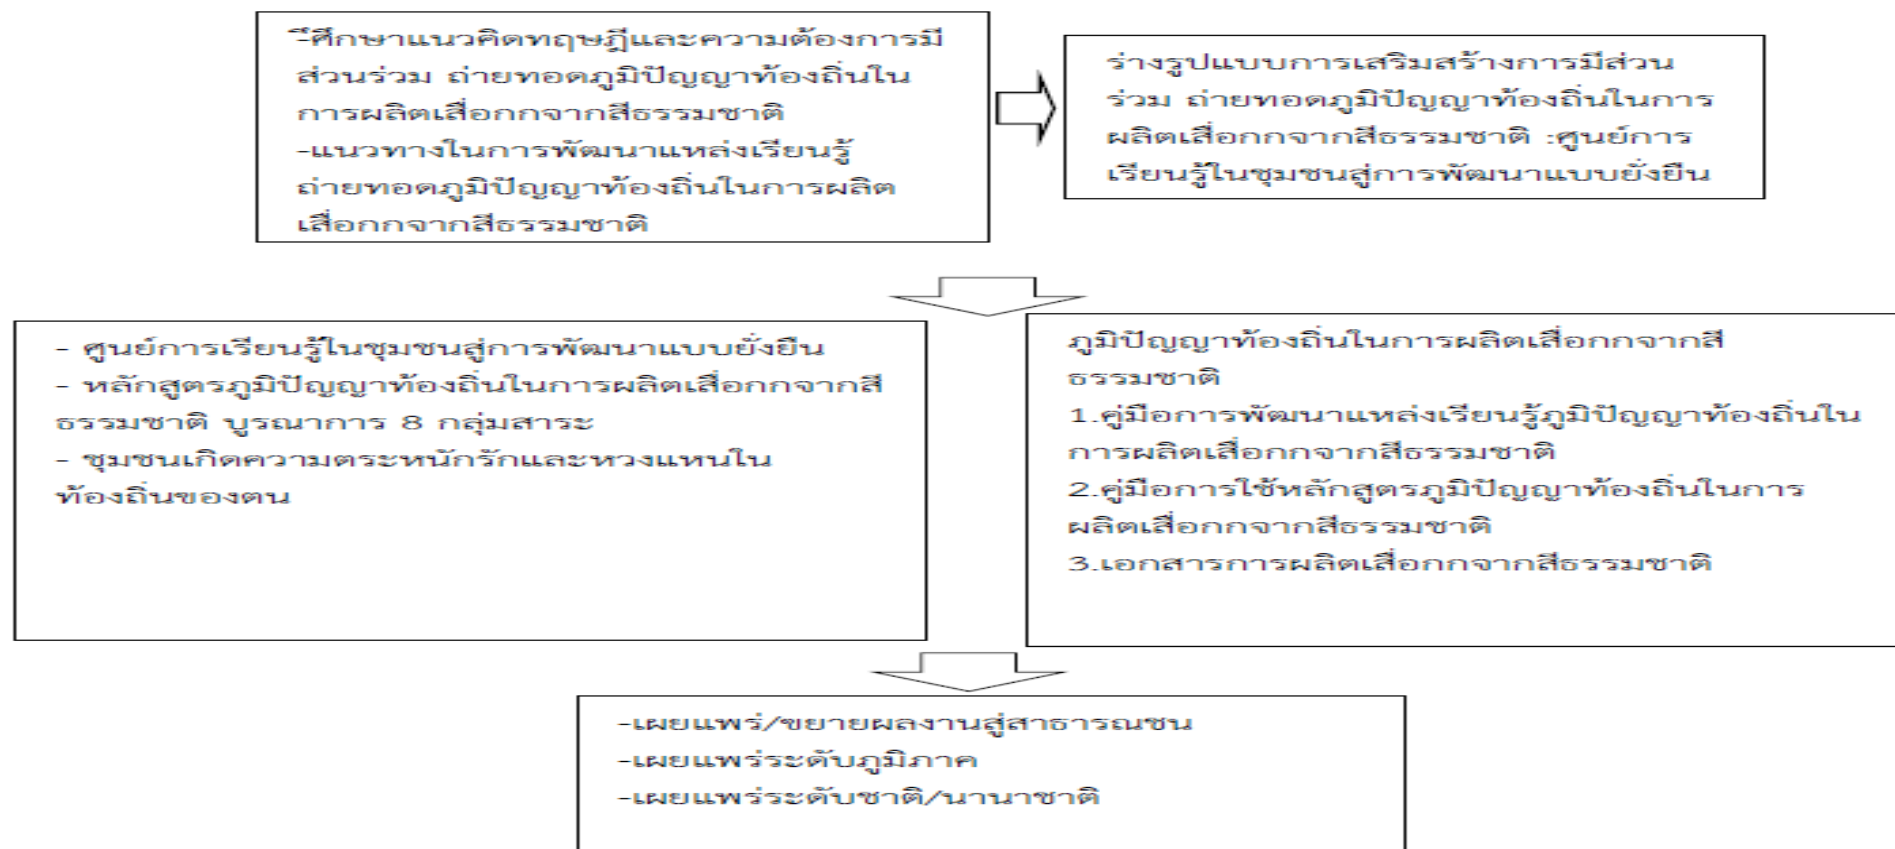 -ศึกษาแนวคิดทฤษฎีและความต้องการมี
ส่วนร่วม ถ่ายทอดภูมิปัญญาท้องถิ่นใน
การผลิตเสื่อกกจากสีธรรมชาติ
-แนวทางในการพัฒนาแหล่งเรียนรู้
ถ่ายทอดภูมิปัญญาท้องถิ่นในการผลิต
เสื่อกกจากสีธรรมชาติ
ร่างรูปแบบการเสริมสร้างการมีส่วน
ร่วม ถ่ายทอดภูมิปัญญาท้องถิ่นในการ
ผลิตเสื่อกกจากสีธรรมชาติ :ศูนย์การ
เรียนรู้ในชุมชนสู่การพัฒนาแบบยั่งยืน
- ศูนย์การเรียนรู้ในชุมชนสู่การพัฒนาแบบยั่งยืน
- หลักสูตรภูมิปัญญาท้องถิ่นในการผลิตเสื่อกกจากสี
ธรรมชาติ บูรณาการ 8 กลุ่มสาระ
- ชุมชนเกิดความตระหนักรักและหวงแหนใน
ท้องถิ่นของตน
ภูมิปัญญาท้องถิ่นในการผลิตเสื่อกกจากสี
ธรรมชาติ
1.คู่มือการพัฒนาแหล่งเรียนรู้ภูมิปัญญาท้องถิ่นใน
การผลิตเสื่อกกจากสีธรรมชาติ
2.คู่มือการใช้หลักสูตรภูมิปัญญาท้องถิ่นในการ
ผลิตเสื่อกกจากสีธรรมชาติ
3.เอกสารการผลิตเสื่อกกจากสีธรรมชาติ
-เผยแพร่/ขยายผลงานสู่สาธารณชน
-เผยแพร่ระดับภูมิภาค
-เผยแพร่ระดับชาติ/นานาชาติ